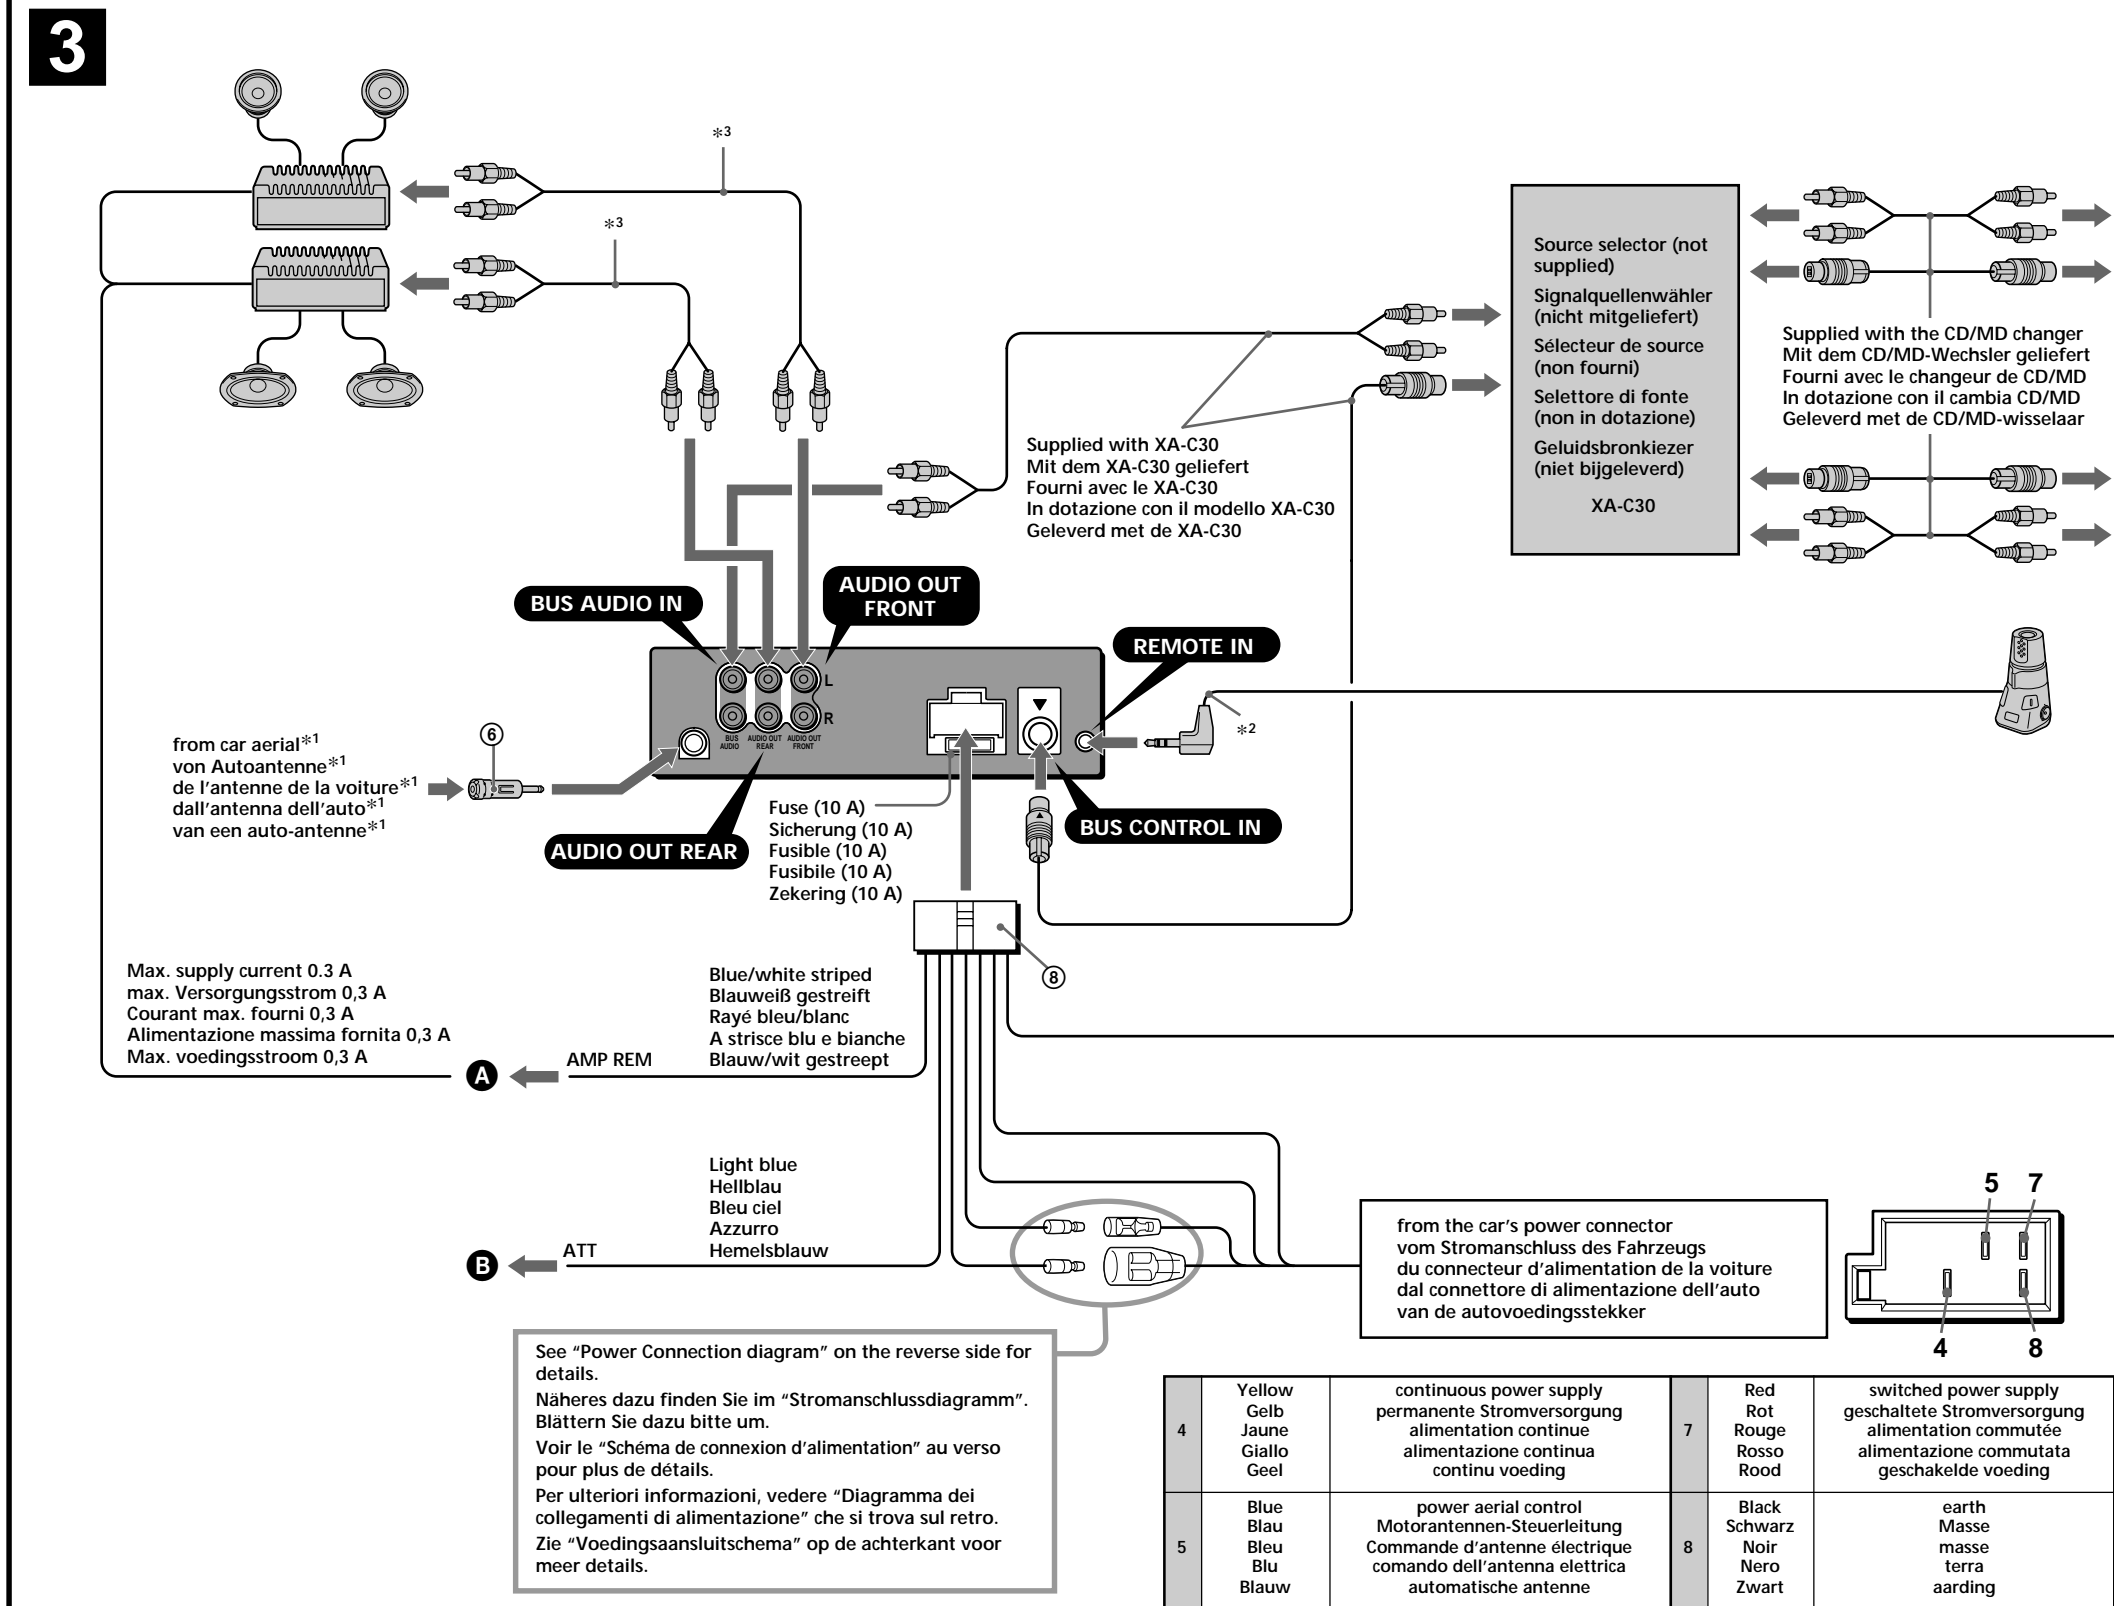 3
*3
*3
Source selector (not
supplied)
Signalquellenwähler
(nicht mitgeliefert)
Sélecteur de source
(non fourni)
Selettore di fonte
(non in dotazione)
Geluidsbronkiezer
(niet bijgeleverd)
XA-C30
Supplied with the CD/MD changer
Mit dem CD/MD-Wechsler geliefert
Fourni avec le changeur de CD/MD
In dotazione con il cambia CD/MD
Geleverd met de CD/MD-wisselaar
Supplied with XA-C30
Mit dem XA-C30 geliefert
Fourni avec le XA-C30
In dotazione con il modello XA-C30
Geleverd met de XA-C30
BUS AUDIO IN
AUDIO OUT
FRONT
REMOTE IN
L
R
BUS
AUDIO
AUDIO OUT
REAR
AUDIO OUT
FRONT
*2
from car aerial*1
von Autoantenne*1
de l'antenne de la voiture*1
dall'antenna dell'auto*1
van een auto-antenne*1
⑥
AUDIO OUT REAR
Fuse (10 A)
Sicherung (10 A)
Fusible (10 A)
Fusibile (10 A)
Zekering (10 A)
BUS CONTROL IN
⑧
Max. supply current 0.3 A
max. Versorgungsstrom 0,3 A
Courant max. fourni 0,3 A
Alimentazione massima fornita 0,3 A
Max. voedingsstroom 0,3 A
Blue/white striped
Blauweiß gestreift
Rayé bleu/blanc
A strisce blu e bianche
Blauw/wit gestreept
A
AMP REM
Light blue
Hellblau
Bleu ciel
Azzurro
Hemelsblauw
B
ATT
from the car's power connector
vom Stromanschluss des Fahrzeugs
du connecteur d'alimentation de la voiture
dal connettore di alimentazione dell'auto
van de autovoedingsstekker
5 7
4 8
See “Power Connection diagram” on the reverse side for
details.
Näheres dazu finden Sie im “Stromanschlussdiagramm”.
Blättern Sie dazu bitte um.
Voir le “Schéma de connexion d'alimentation” au verso
pour plus de détails.
Per ulteriori informazioni, vedere “Diagramma dei
collegamenti di alimentazione” che si trova sul retro.
Zie “Voedingsaansluitschema” op de achterkant voor
meer details.
4
Yellow
Gelb
Jaune
Giallo
Geel
continuous power supply
permanente Stromversorgung
alimentation continue
alimentazione continua
continu voeding
7
Red
Rot
Rouge
Rosso
Rood
switched power supply
geschaltete Stromversorgung
alimentation commutée
alimentazione commutata
geschakelde voeding
5
Blue
Blau
Bleu
Blu
Blauw
power aerial control
Motorantennen-Steuerleitung
Commande d'antenne électrique
comando dell'antenna elettrica
automatische antenne
8
Black
Schwarz
Noir
Nero
Zwart
earth
Masse
masse
terra
aarding